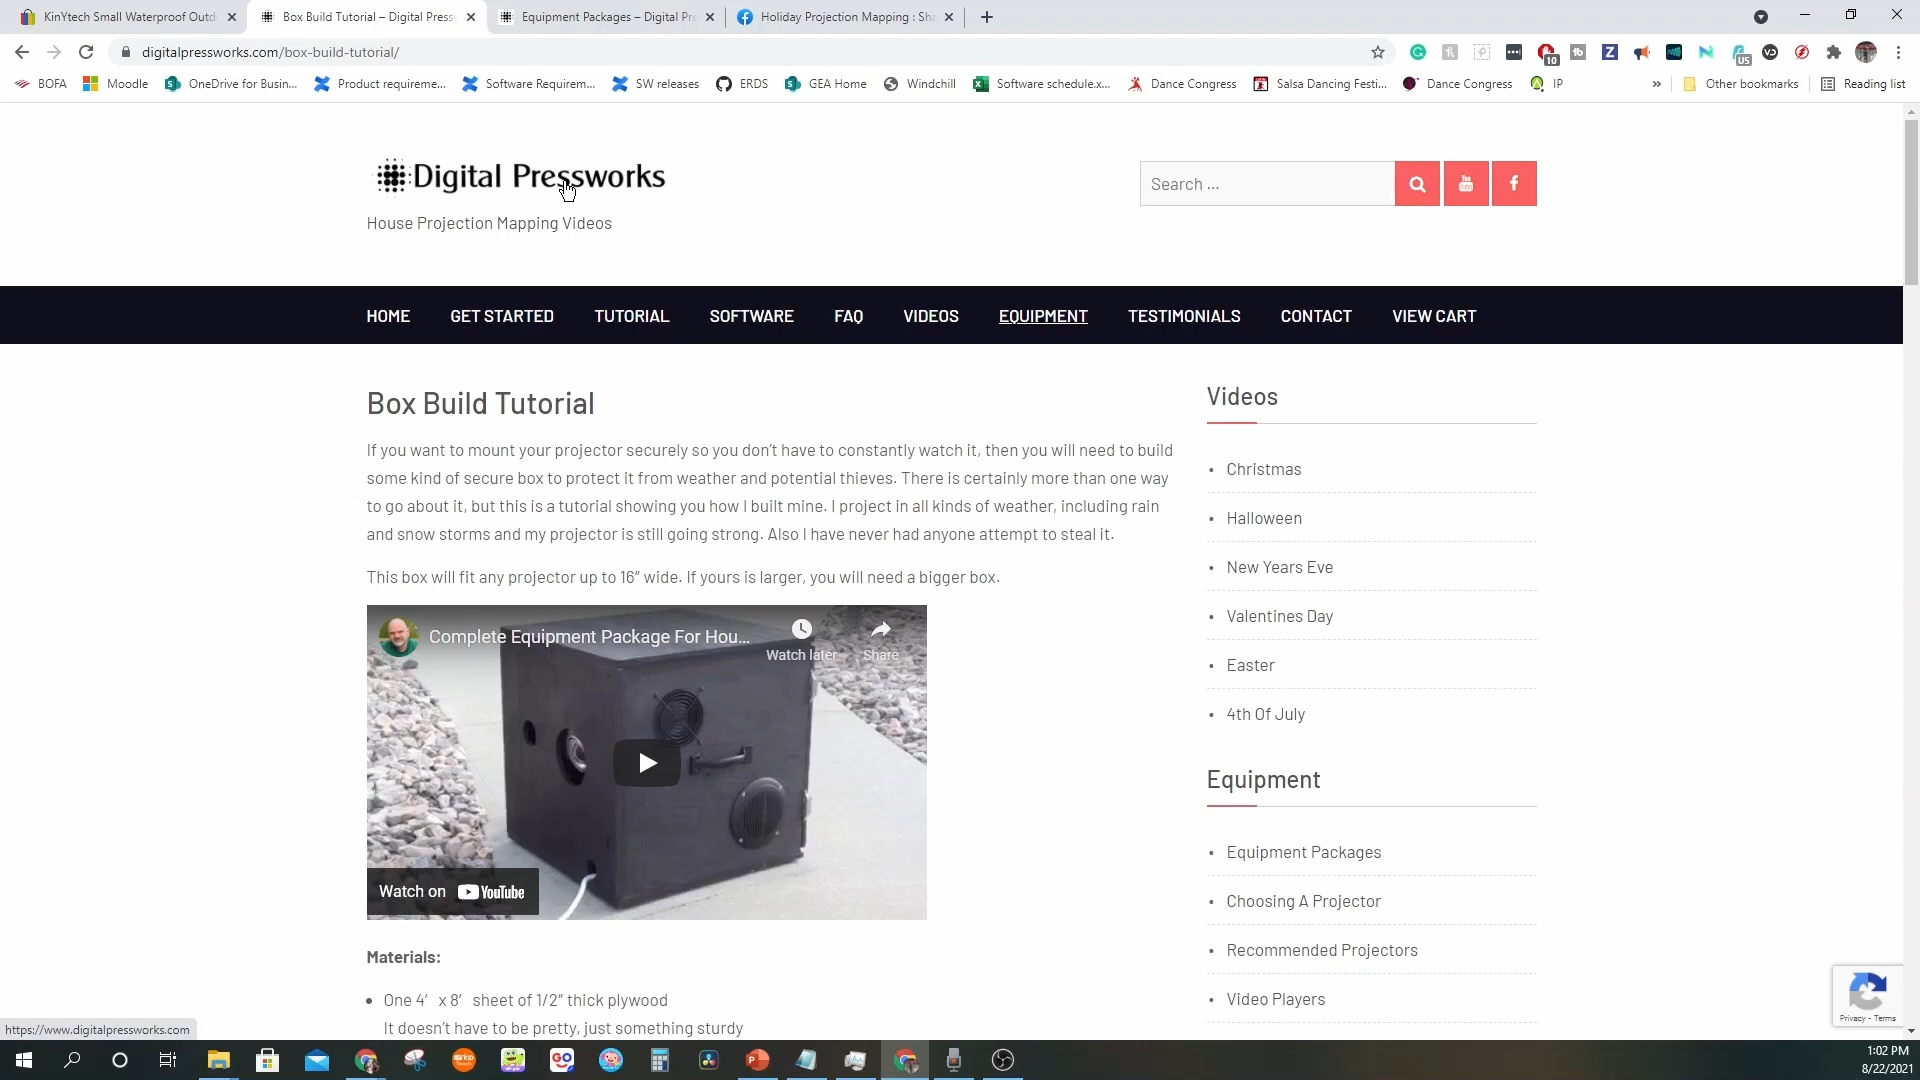 KinYtech Small Waterproof Outd
Box Build Tutorial – Digital Press
Equipment Packages – Digital Pr
Holiday Projection Mapping : Sh
digitalpressworks.com/box-build-tutorial/
10
US
BOFA
Moodle
OneDrive for Busin...
Product requireme...
Software Requirem...
SW releases
ERDS
GEA Home
Windchill
Software schedule.x...
Dance Congress
Salsa Dancing Festi...
Dance Congress
IP
Other bookmarks
Reading list
Digital Pressworks
Search ...
House Projection Mapping Videos
HOME
GET STARTED
TUTORIAL
SOFTWARE
FAQ
VIDEOS
EQUIPMENT
TESTIMONIALS
CONTACT
VIEW CART
Box Build Tutorial
If you want to mount your projector securely so you don't have to constantly watch it, then you will need to build
some kind of secure box to protect it from weather and potential thieves. There is certainly more than one way
to go about it, but this is a tutorial showing you how I built mine. I project in all kinds of weather, including rain
and snow storms and my projector is still going strong. Also I have never had anyone attempt to steal it.
This box will fit any projector up to 16" wide. If yours is larger, you will need a bigger box.
Complete Equipment Package For Hou...
Watch later
Share
Watch on YouTube
Materials:
• One 4′ x 8′ sheet of 1/2″ thick plywood
It doesn't have to be pretty, just something sturdy
Videos
• Christmas
• Halloween
• New Years Eve
• Valentines Day
• Easter
• 4th Of July
Equipment
• Equipment Packages
• Choosing A Projector
• Recommended Projectors
• Video Players
Privacy - Terms
https://www.digitalpressworks.com
1:02 PM
8/22/2021